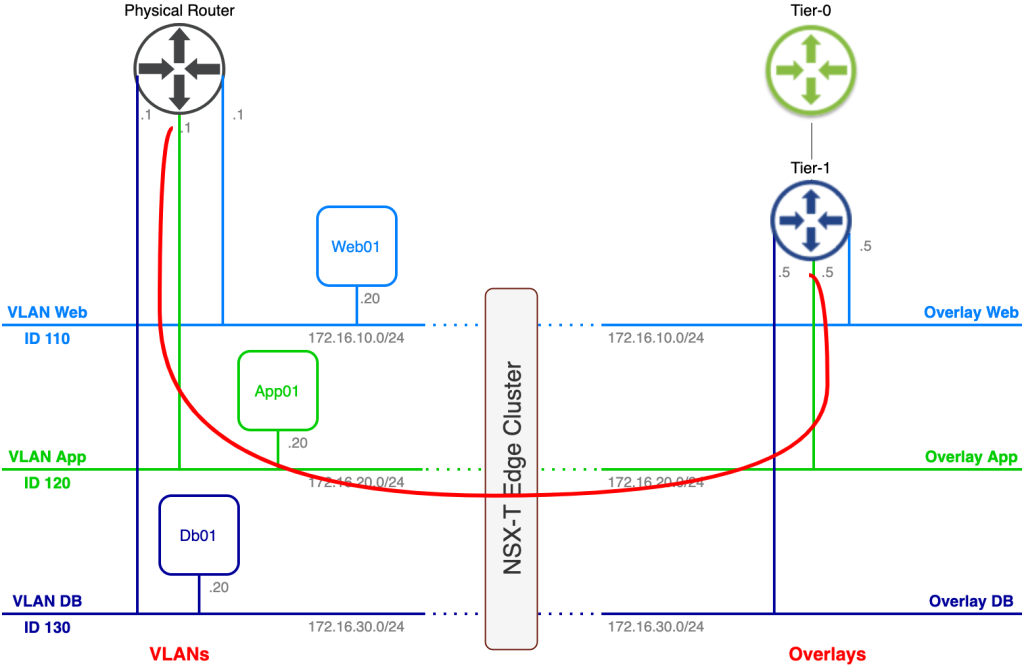 Physical Router
Tier-0
.1
.1
.1
Tier-1
Web01
.5
.5
.5
.20
VLAN Web
Overlay Web
ID 110
172.16.10.0/24
172.16.10.0/24
App01
NSX-T Edge Cluster
.20
VLAN App
Overlay App
ID 120
172.16.20.0/24
172.16.20.0/24
Db01
.20
VLAN DB
Overlay DB
ID 130
172.16.30.0/24
172.16.30.0/24
VLANs
Overlays